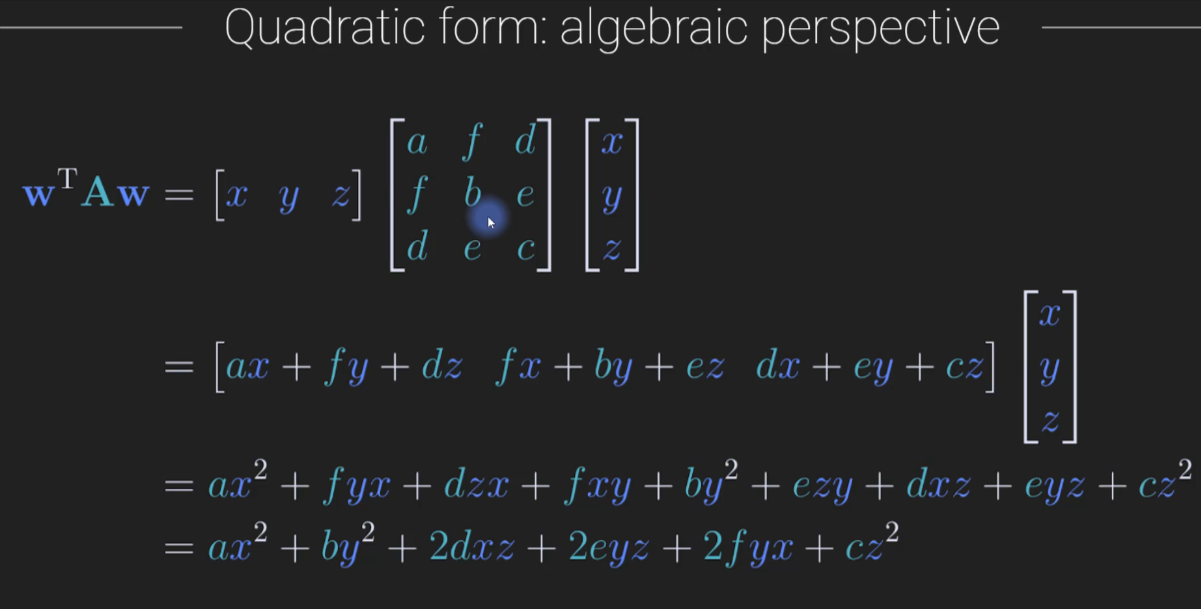 Quadratic form: algebraic perspective
wᵀAw = [x y z] [a f d; f b e; d e c] [x; y; z]
= [ax + fy + dz  fx + by + ez  dx + ey + cz] [x; y; z]
= ax² + fyx + dzx + fxy + by² + ezy + dxz + eyz + cz²
= ax² + by² + 2dxz + 2eyz + 2fyx + cz²